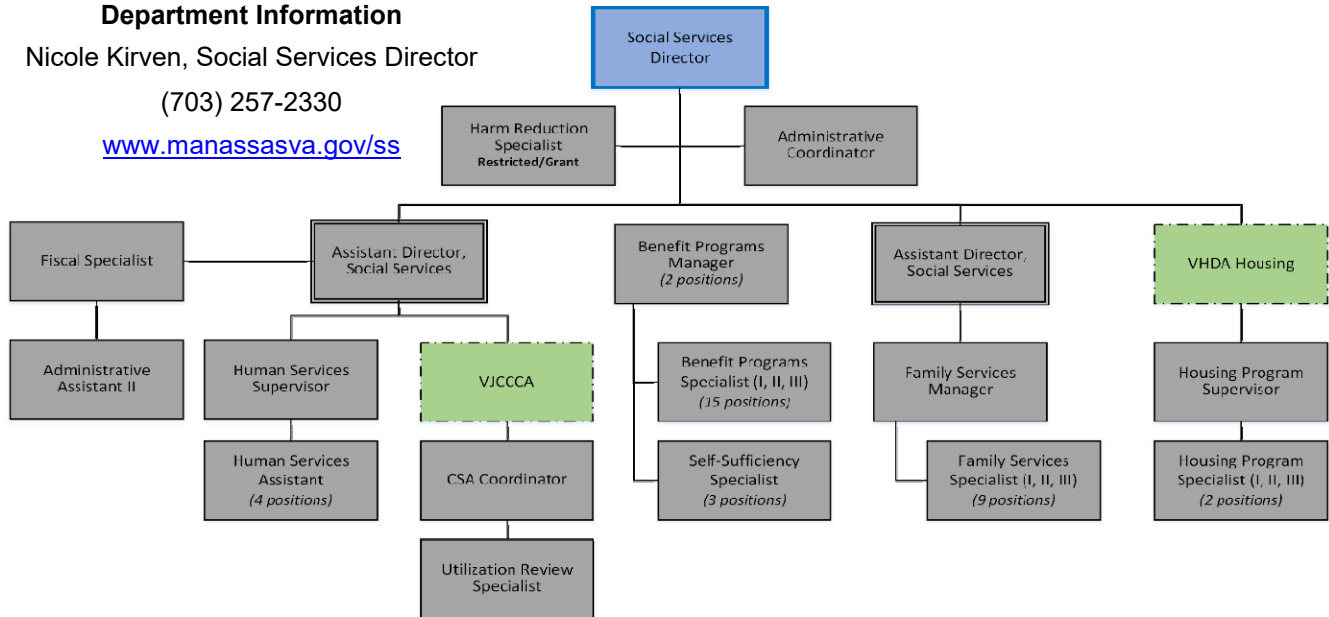 Department Information
Nicole Kirven, Social Services Director
(703) 257-2330
www.manassasva.gov/ss
Social Services
Director
Harm Reduction
Specialist
Restricted/Grant
Administrative
Coordinator
Fiscal Specialist
Assistant Director,
Social Services
Benefit Programs
Manager
(2 positions)
Assistant Director,
Social Services
VHDA Housing
Administrative
Assistant II
Human Services
Supervisor
VJCCCA
Benefit Programs
Specialist (I, II, III)
(15 positions)
Family Services
Manager
Housing Program
Supervisor
Human Services
Assistant
(4 positions)
CSA Coordinator
Self-Sufficiency
Specialist
(3 positions)
Family Services
Specialist (I, II, III)
(9 positions)
Housing Program
Specialist (I, II, III)
(2 positions)
Utilization Review
Specialist